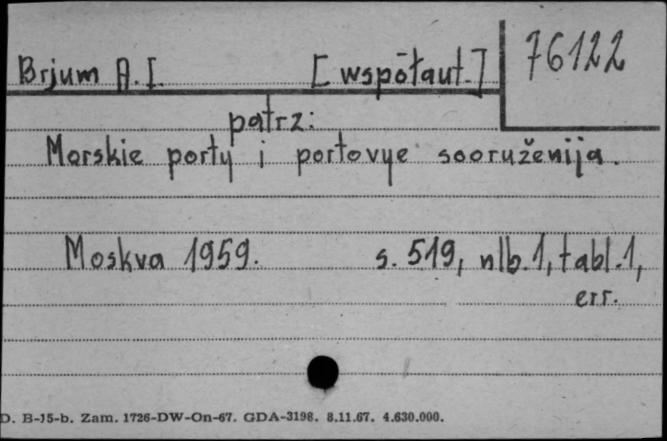 Brjum A.I. [współaut.] 76122
patrz:
Morskie porty i portovye sooruženija.
Moskva 1959. s. 519, nlb. 1, tabl. 1,
err.
D. B-15-b. Zam. 1726-DW-On-67. GDA-3198. 8.11.67. 4.630.000.